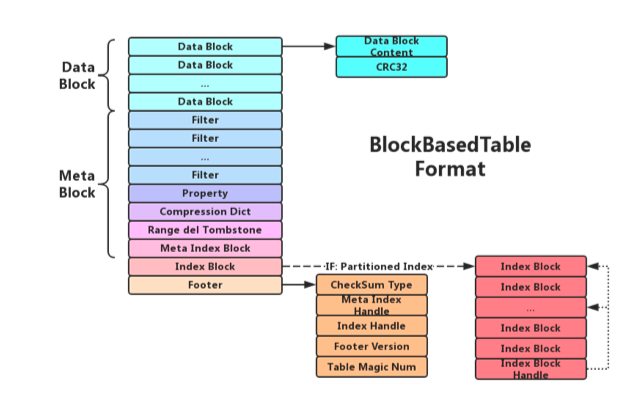 Data
Block
Data Block
Data Block
...
Data Block
Data Block
Content
CRC32
BlockBasedTable
Format
Meta
Block
Filter
Filter
...
Filter
Property
Compression Dict
Range del Tombstone
Meta Index Block
Index Block
Footer
IF: Partitioned Index
CheckSum Type
Meta Index
Handle
Index Handle
Footer Version
Table Magic Num
Index Block
Index Block
...
Index Block
Index Block
Index Block
Handle